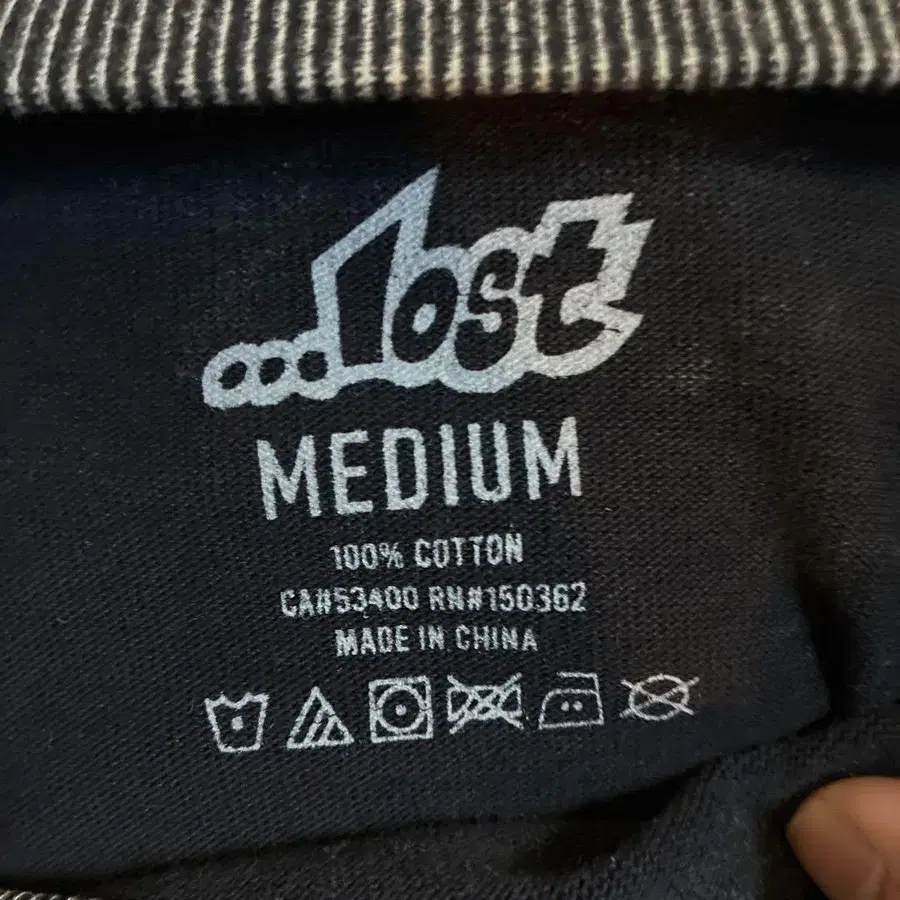 ...lost
MEDIUM
100% COTTON
CA#53400 RN#150362
MADE IN CHINA